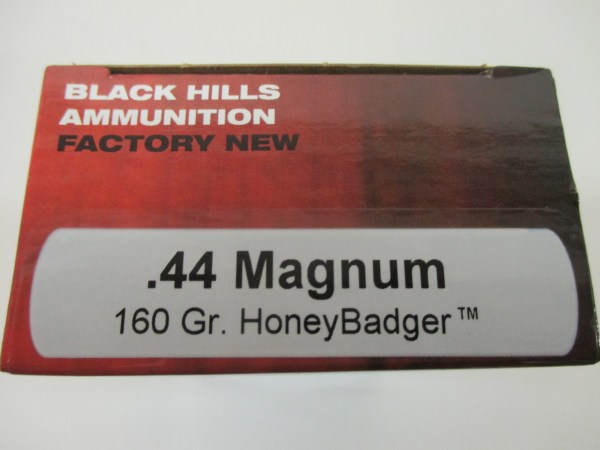 BLACK HILLS
AMMUNITION
FACTORY NEW
.44 Magnum
160 Gr. HoneyBadger™